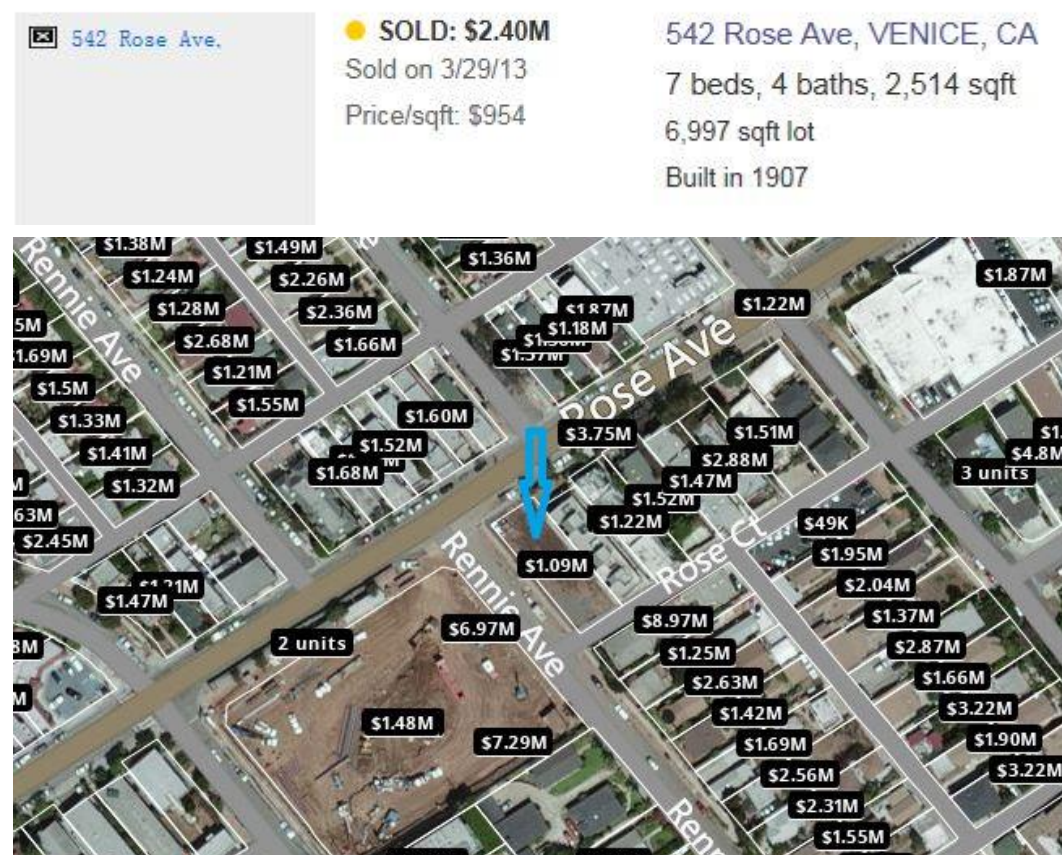 542 Rose Ave.
SOLD: $2.40M
Sold on 3/29/13
Price/sqft: $954
542 Rose Ave, VENICE, CA
7 beds, 4 baths, 2,514 sqft
6,997 sqft lot
Built in 1907
$1.38M
$1.49M
$1.36M
$1.87M
Rennie Ave
$1.24M
$2.26M
$1.28M
$2.36M
$1.87M
$1.22M
$1.18M
$2.68M
$1.66M
$1.57M
Rose Ave
$1.21M
$1.5M
$1.55M
$1.33M
$1.60M
$3.75M
$1.51M
$1.41M
$1.52M
$2.88M
$4.8M
$1.32M
$1.68M
$1.47M
3 units
$1.52M
$1.22M
$49K
$2.45M
Rose Ct
$1.95M
$1.09M
Rennie Ave
$2.04M
$1.47M
$8.97M
$1.37M
2 units
$6.97M
$1.25M
$2.87M
$2.63M
$1.66M
$1.48M
$1.42M
$3.22M
$7.29M
$1.69M
$1.90M
$2.56M
$3.22M
$2.31M
$1.55M